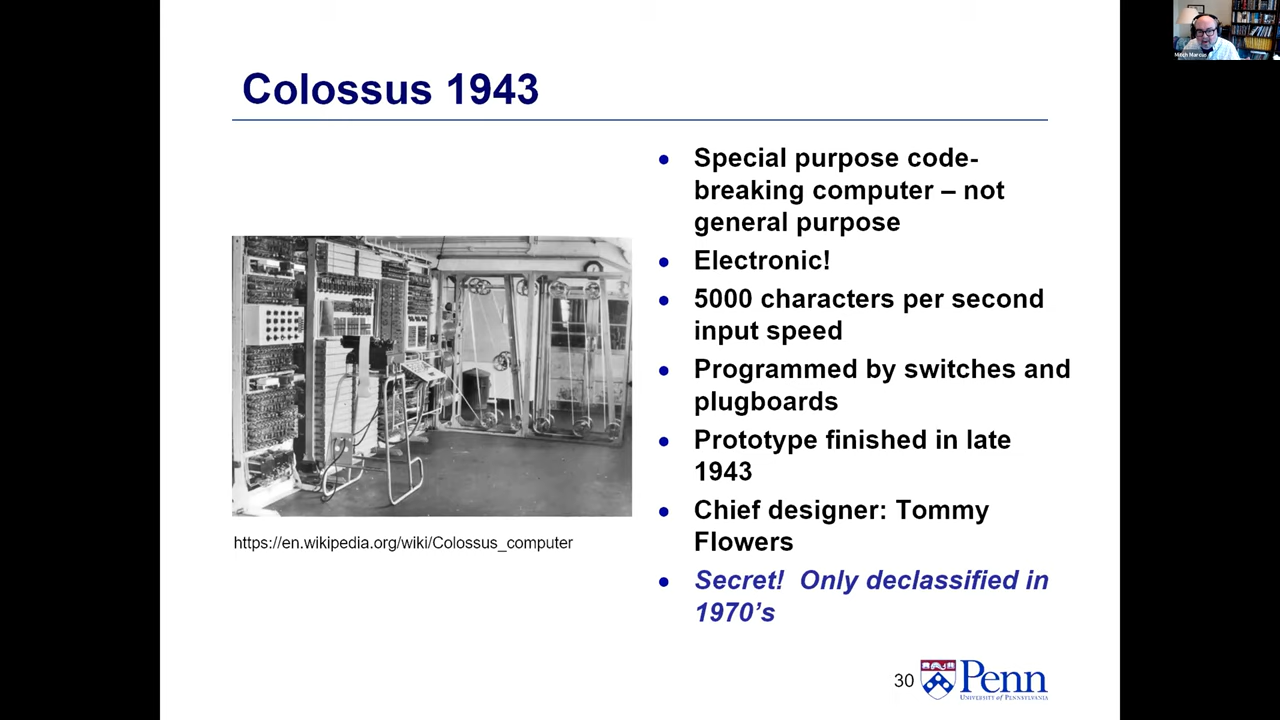 Mitch Marcus
Colossus 1943
Special purpose code-
breaking computer – not
general purpose
Electronic!
5000 characters per second
input speed
Programmed by switches and
plugboards
Prototype finished in late
1943
Chief designer: Tommy
Flowers
Secret! Only declassified in
1970's
https://en.wikipedia.org/wiki/Colossus_computer
30
Penn
UNIVERSITY OF PENNSYLVANIA